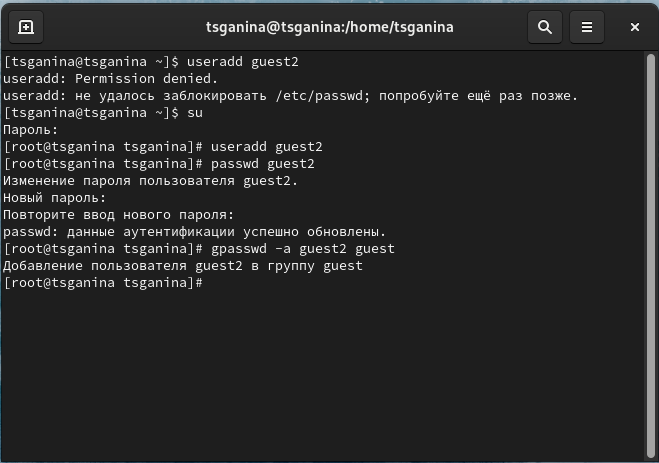 tsganina@tsganina:/home/tsganina
[tsganina@tsganina ~]$ useradd guest2
useradd: Permission denied.
useradd: не удалось заблокировать /etc/passwd; попробуйте ещё раз позже.
[tsganina@tsganina ~]$ su
Пароль:
[root@tsganina tsganina]# useradd guest2
[root@tsganina tsganina]# passwd guest2
Изменение пароля пользователя guest2.
Новый пароль:
Повторите ввод нового пароля:
passwd: данные аутентификации успешно обновлены.
[root@tsganina tsganina]# gpasswd -a guest2 guest
Добавление пользователя guest2 в группу guest
[root@tsganina tsganina]#